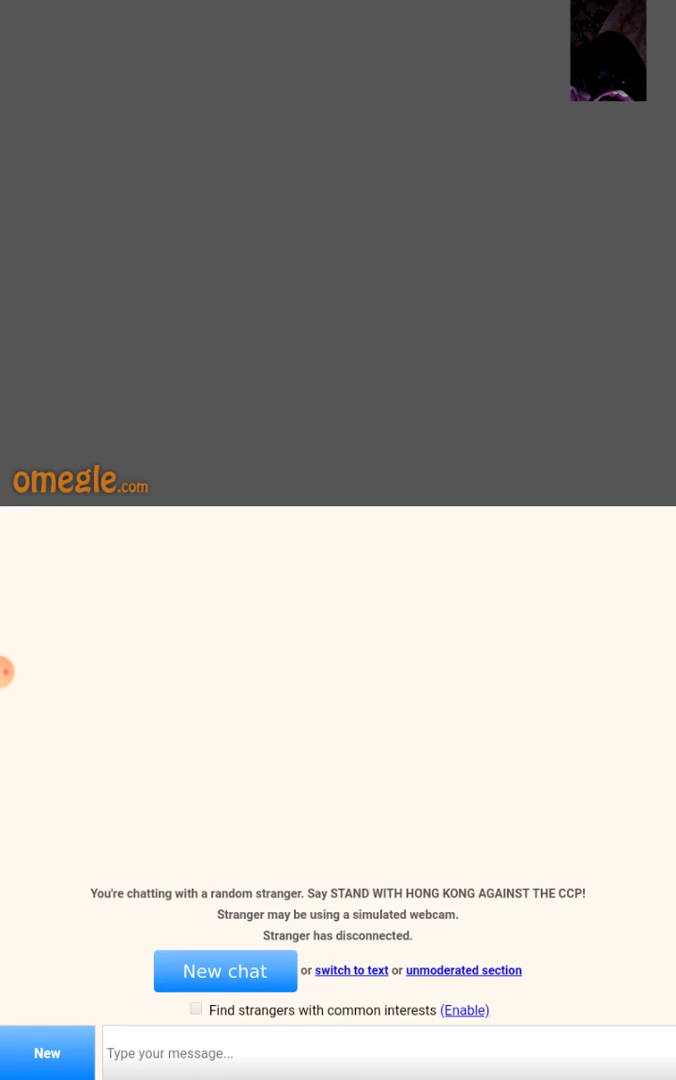 omegle.com
You're chatting with a random stranger. Say STAND WITH HONG KONG AGAINST THE CCP!
Stranger may be using a simulated webcam.
Stranger has disconnected.
New chat or switch to text or unmoderated section
Find strangers with common interests (Enable)
New Type your message...